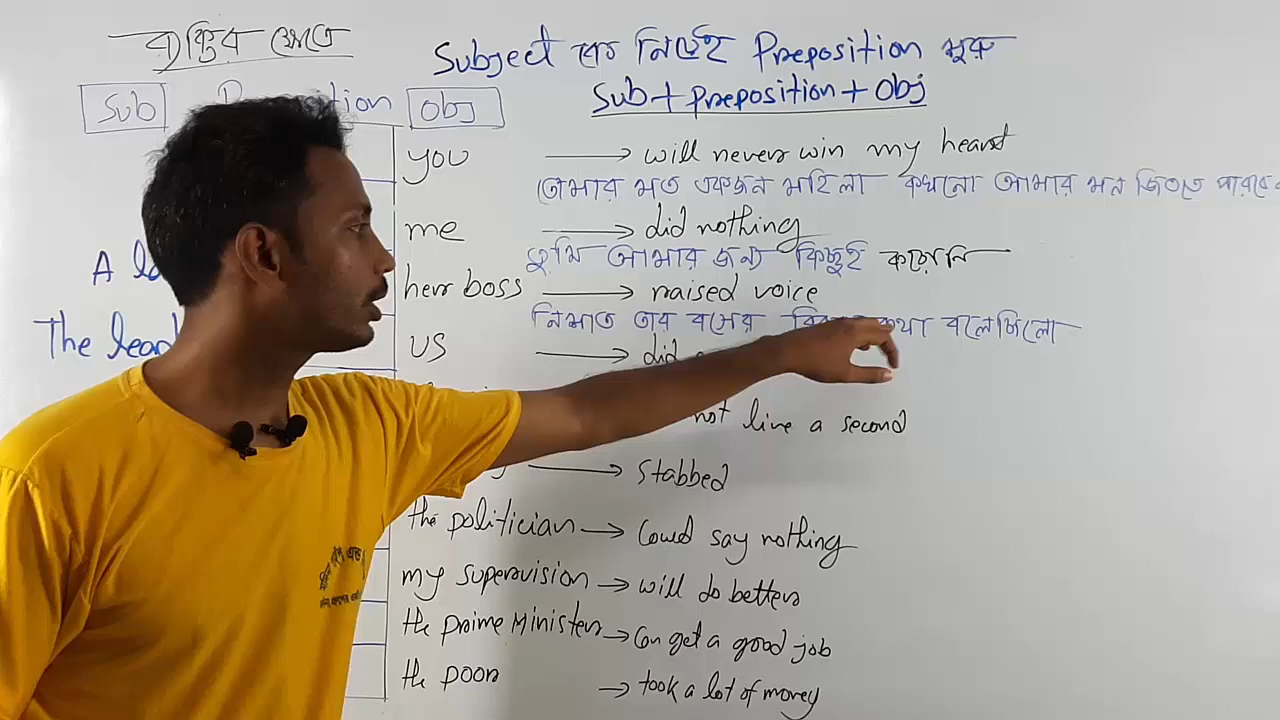 ব্যক্তির ক্ষেত্রে
Subject এর নির্দেই Preposition শুরু
Sub Obj
Sub + Preposition + Obj
you → will never win my heart
তোমার মত একজন মহিলা কখনো আমার মন জিততে পারবে
me → did nothing
তুমি আমার জন্য কিছুই করোনি
her boss → raised voice
নিশাত তার বসের কথা বলেছিলো
The lead
us → did
not live a second
→ stabbed
the politician → Could say nothing
my supervision → will do better
the prime Minister → Can get a good job
the poor → took a lot of money